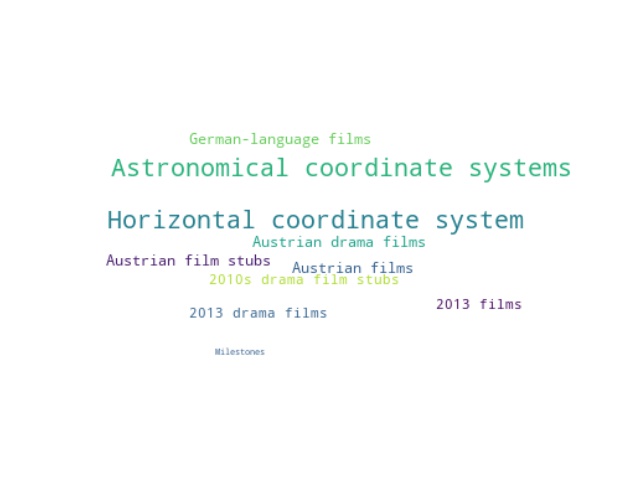 German-language films
Astronomical coordinate systems
Horizontal coordinate system
Austrian drama films
Austrian film stubs
Austrian films
2010s drama film stubs
2013 films
2013 drama films
Milestones